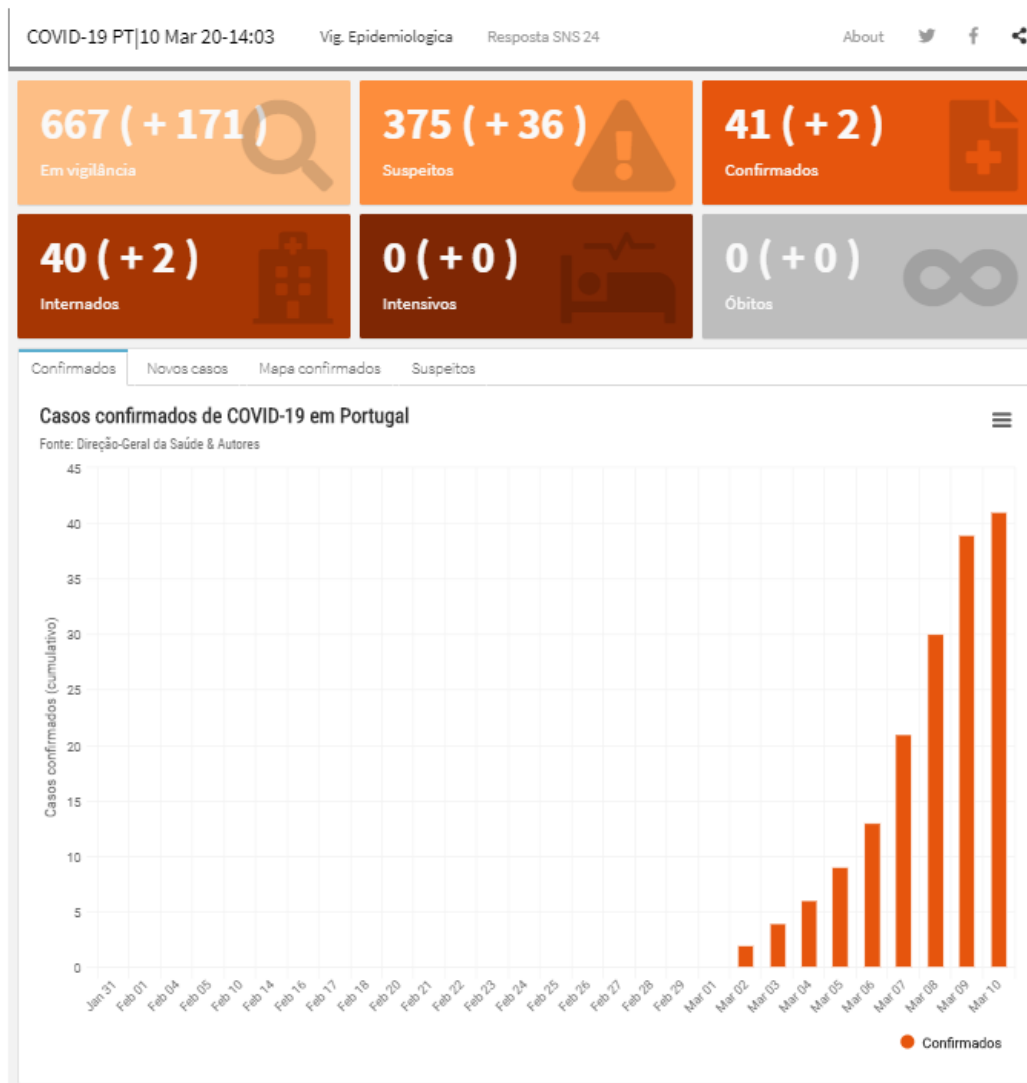 COVID-19 PT|10 Mar 20-14:03 Vig. Epidemiologica Resposta SNS 24 About
667 ( + 171 ) 375 ( + 36 ) 41 ( + 2 )
Em vigilância Suspeitos Confirmados
40 ( + 2 ) 0 ( + 0 ) 0 ( + 0 )
Internados Intensivos Óbitos
Confirmados Novos casos Mapa confirmados Suspeitos
Casos confirmados de COVID-19 em Portugal
Fonte: Direção-Geral da Saúde & Autores
Casos confirmados (cumulativo)
45
40
35
30
25
20
15
10
5
0
Jan 31 Feb 01 Feb 04 Feb 05 Feb 10 Feb 14 Feb 16 Feb 17 Feb 18 Feb 20 Feb 21 Feb 22 Feb 23 Feb 24 Feb 25 Feb 26 Feb 27 Feb 28 Feb 29 Mar 01 Mar 02 Mar 03 Mar 04 Mar 05 Mar 06 Mar 07 Mar 08 Mar 09 Mar 10
Confirmados